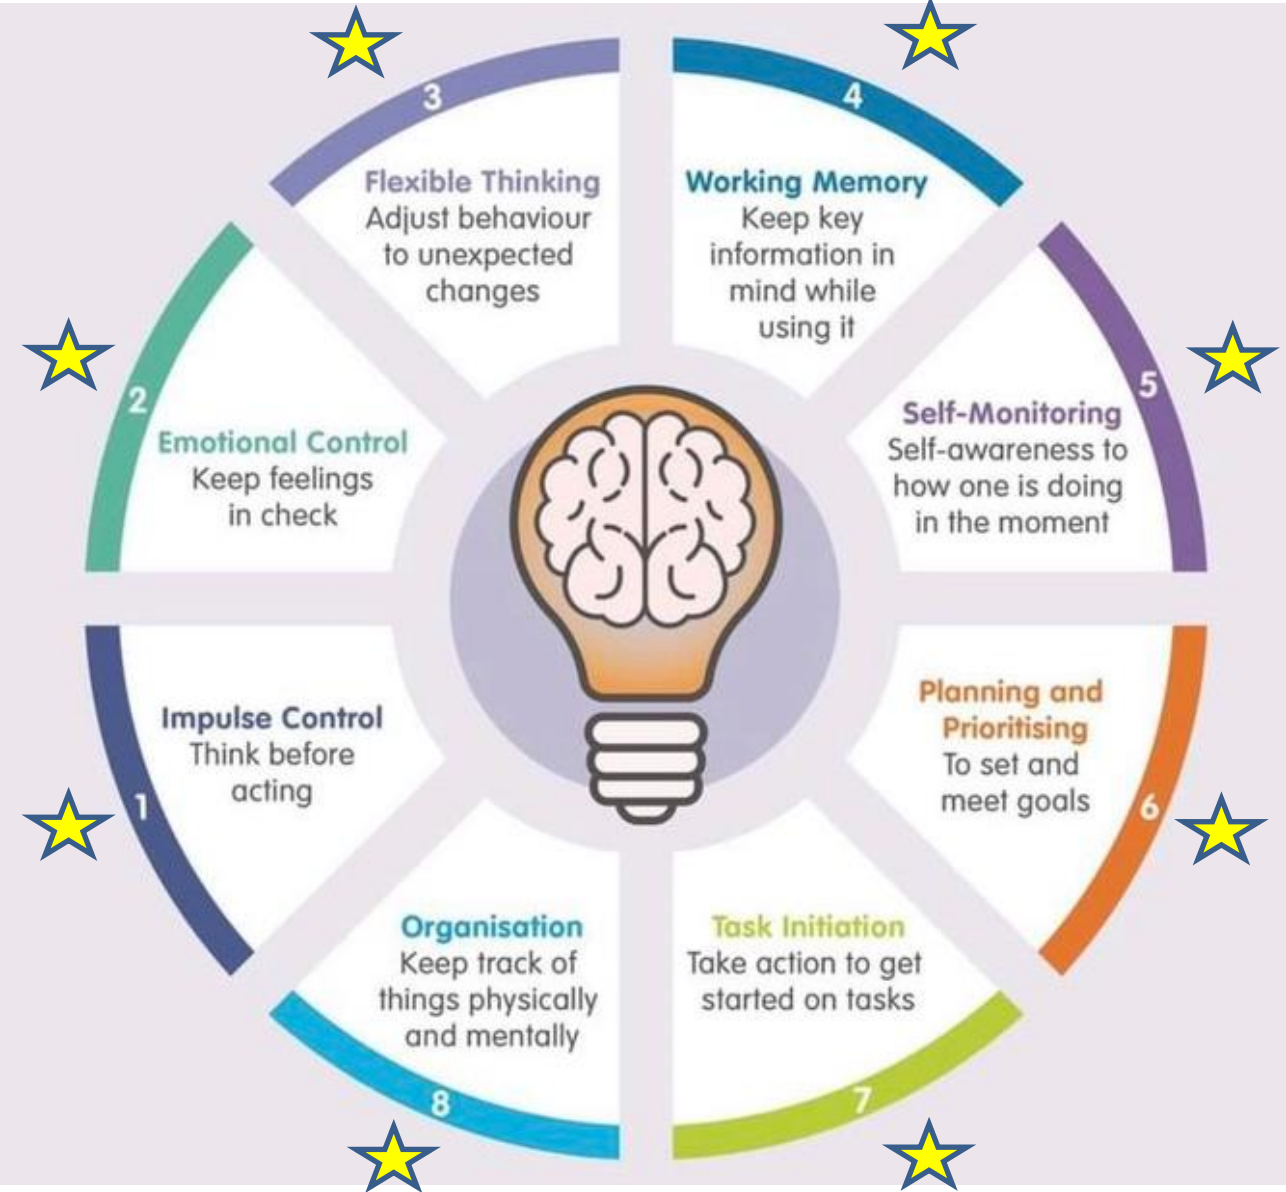 1
Impulse Control
Think before
acting
2
Emotional Control
Keep feelings
in check
3
Flexible Thinking
Adjust behaviour
to unexpected
changes
4
Working Memory
Keep key
information in
mind while
using it
5
Self-Monitoring
Self-awareness to
how one is doing
in the moment
6
Planning and
Prioritising
To set and
meet goals
7
Task Initiation
Take action to get
started on tasks
8
Organisation
Keep track of
things physically
and mentally